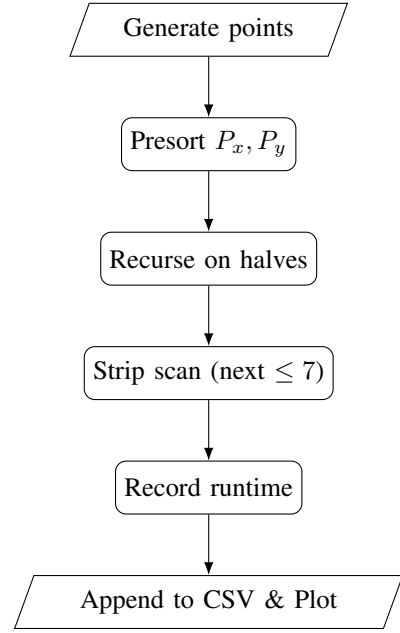 Generate points
Presort P_x, P_y
Recurse on halves
Strip scan (next ≤ 7)
Record runtime
Append to CSV & Plot